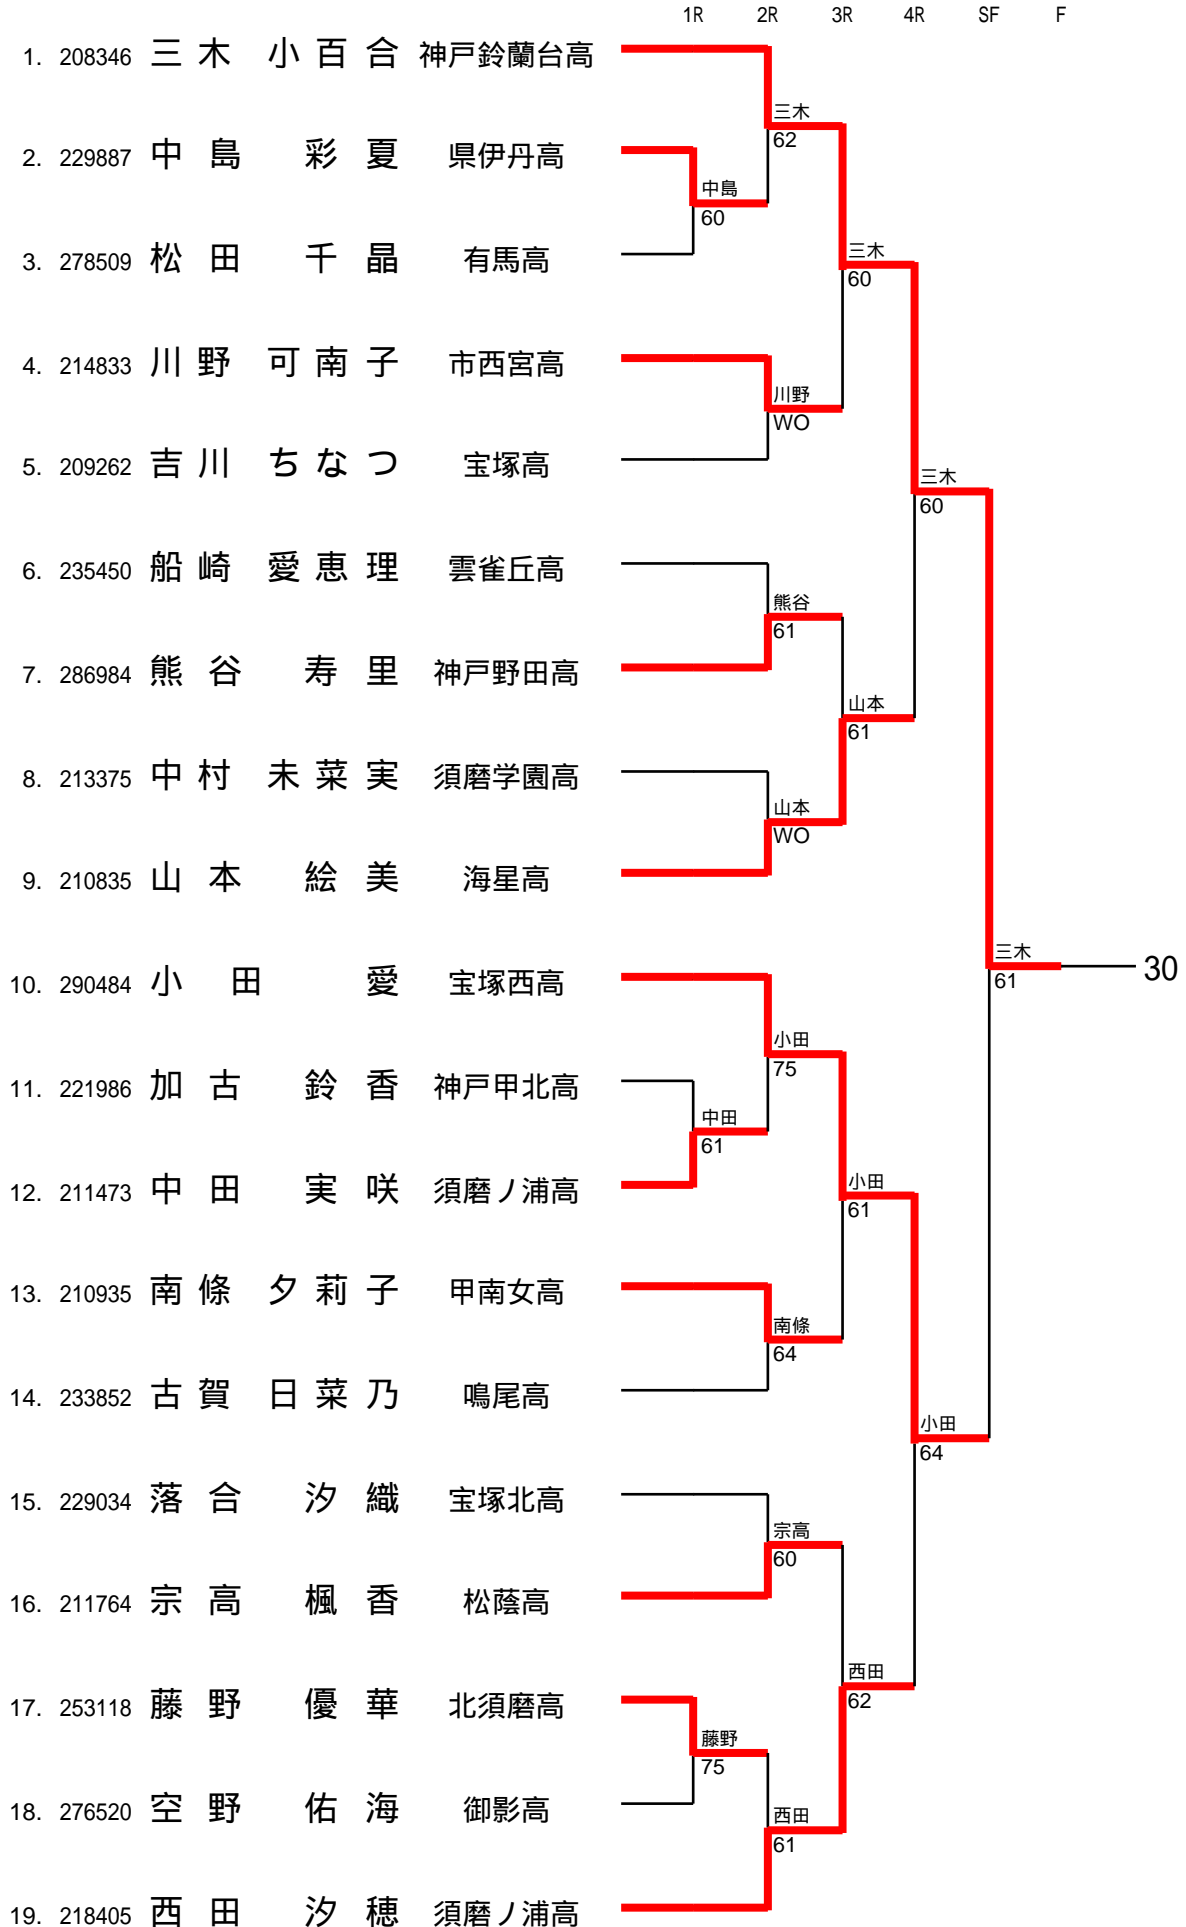 1R 2R 3R 4R SF F
1. 208346 三木 小百合 神戸鈴蘭台高
三木
62
2. 229887 中島 彩夏 県伊丹高
中島
60
3. 278509 松田 千晶 有馬高
三木
60
4. 214833 川野 可南子 市西宮高
川野
WO
5. 209262 吉川 ちなつ 宝塚高
三木
60
6. 235450 船崎 愛恵理 雲雀丘高
熊谷
61
7. 286984 熊谷 寿里 神戸野田高
山本
61
8. 213375 中村 未菜実 須磨学園高
山本
WO
9. 210835 山本 絵美 海星高
三木
61
30
10. 290484 小田 愛 宝塚西高
小田
75
11. 221986 加古 鈴香 神戸甲北高
中田
61
12. 211473 中田 実咲 須磨ノ浦高
小田
61
13. 210935 南條 夕莉子 甲南女高
南條
64
14. 233852 古賀 日菜乃 鳴尾高
小田
64
15. 229034 落合 汐織 宝塚北高
宗高
60
16. 211764 宗高 楓香 松蔭高
西田
62
17. 253118 藤野 優華 北須磨高
藤野
75
18. 276520 空野 佑海 御影高
西田
61
19. 218405 西田 汐穂 須磨ノ浦高